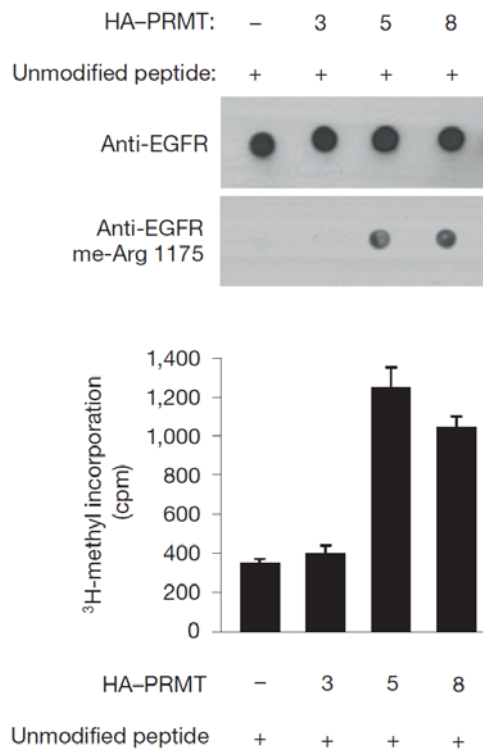 HA–PRMT: – 3 5 8
Unmodified peptide: + + + +
Anti-EGFR
Anti-EGFR
me-Arg 1175
³H-methyl incorporation
(cpm)
1,400
1,200
1,000
800
600
400
200
0
HA–PRMT – 3 5 8
Unmodified peptide + + + +